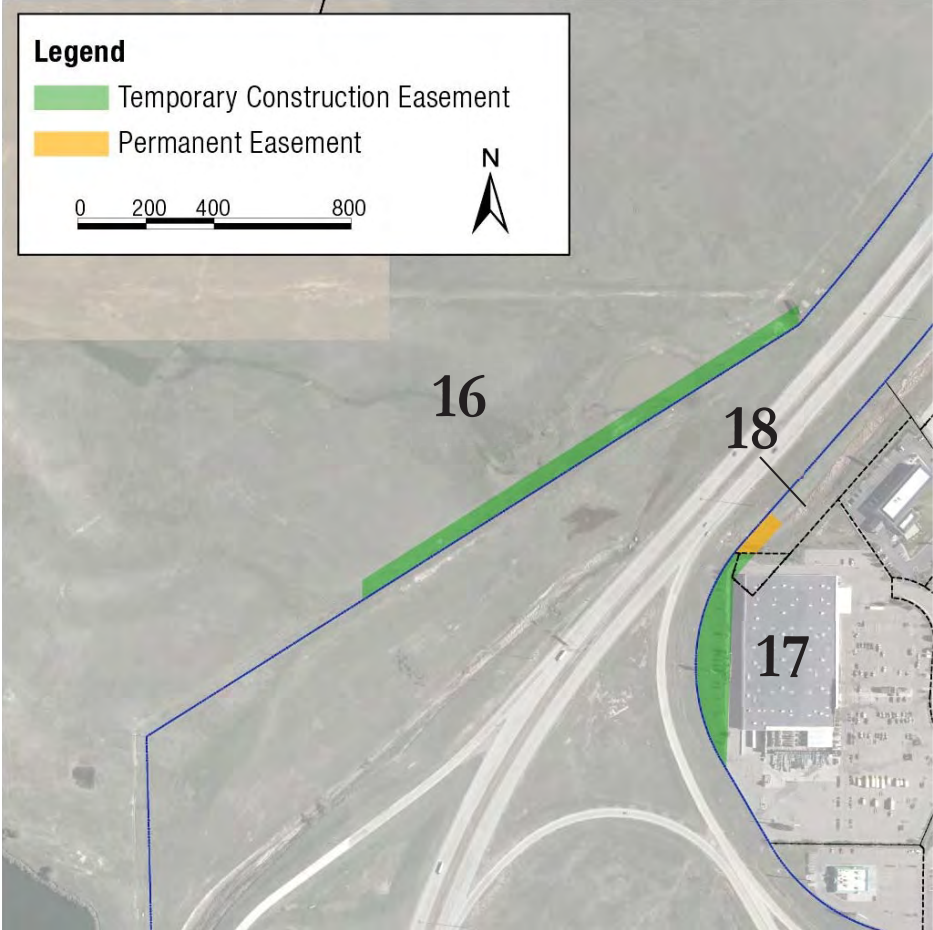 Legend
Temporary Construction Easement
Permanent Easement
N
0 200 400 800
16
18
17